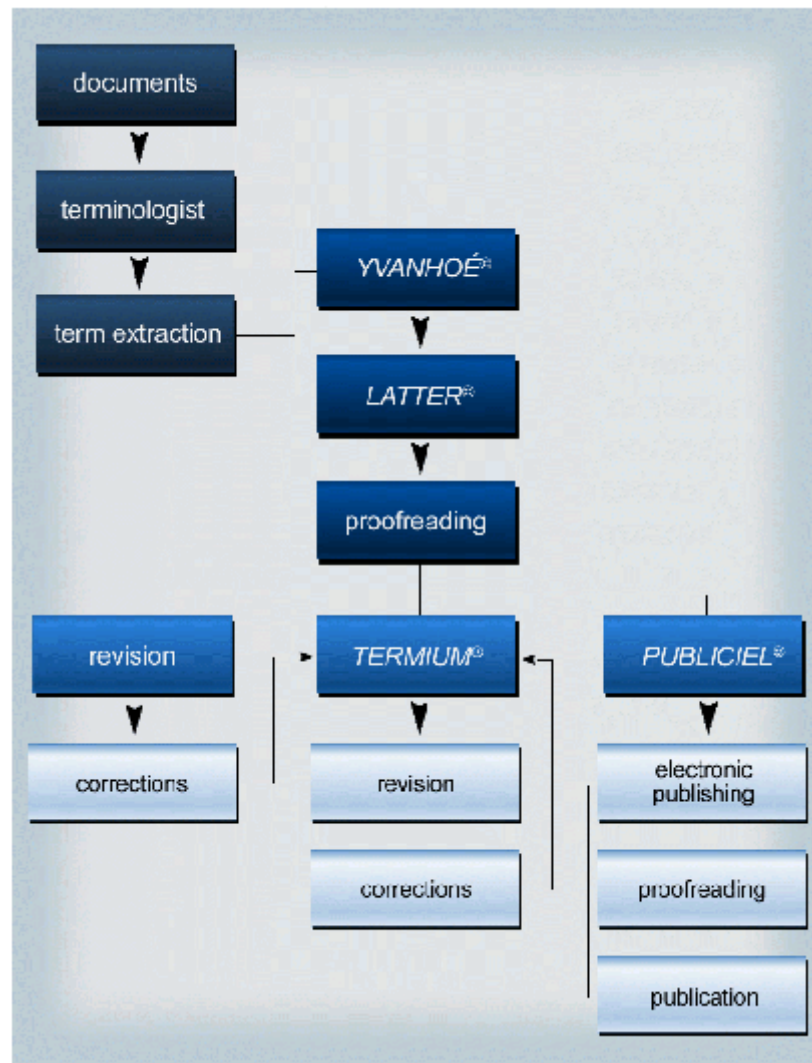 documents
terminologist
term extraction
YVANHOÉ®
LATTER®
proofreading
revision
corrections
TERMIUM®
revision
corrections
PUBLICIEL®
electronic
publishing
proofreading
publication